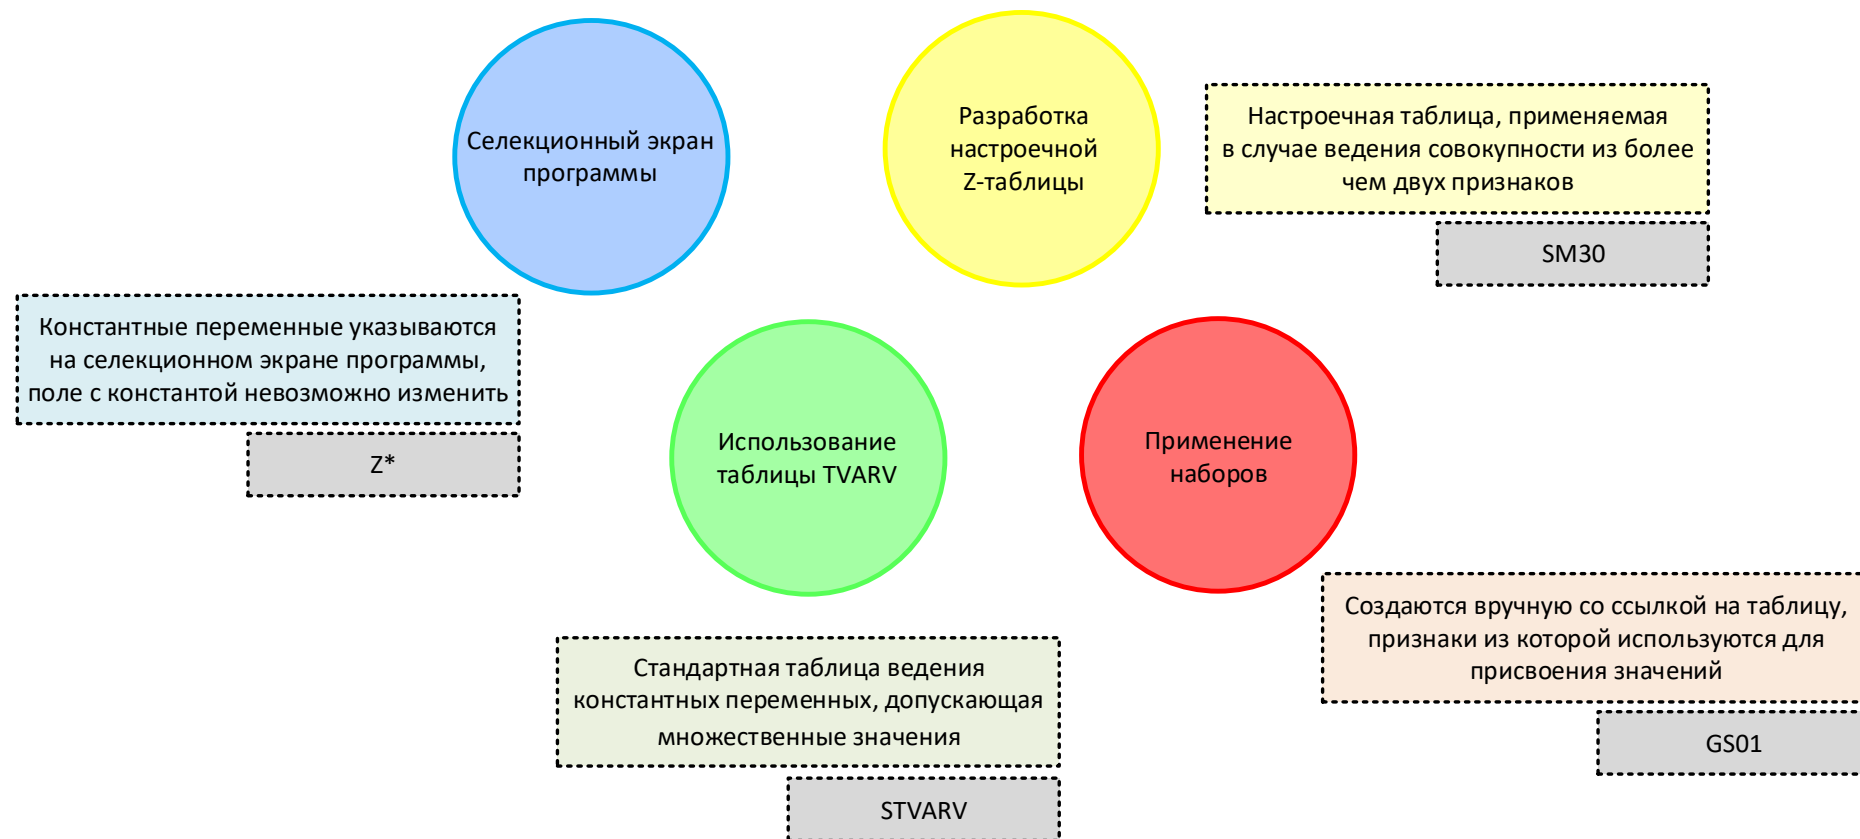 Селекционный экран
программы
Разработка
настроечной
Z-таблицы
Настроечная таблица, применяемая
в случае ведения совокупности из более
чем двух признаков
SM30
Константные переменные указываются
на селекционном экране программы,
поле с константой невозможно изменить
Z*
Использование
таблицы TVARV
Применение
наборов
Стандартная таблица ведения
константных переменных, допускающая
множественные значения
STVARV
Создаются вручную со ссылкой на таблицу,
признаки из которой используются для
присвоения значений
GS01